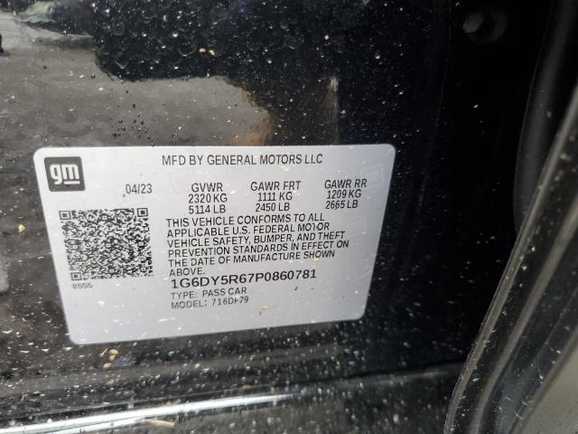 gm
MFD BY GENERAL MOTORS LLC
04/23 GVWR GAWR FRT GAWR RR
2320 KG 1111 KG 1209 KG
5114 LB 2450 LB 2665 LB
THIS VEHICLE CONFORMS TO ALL
APPLICABLE U.S. FEDERAL MOTOR
VEHICLE SAFETY, BUMPER, AND THEFT
PREVENTION STANDARDS IN EFFECT ON
THE DATE OF MANUFACTURE SHOWN
ABOVE.
1G6DY5R67P0860781
TYPE: PASS CAR
MODEL: